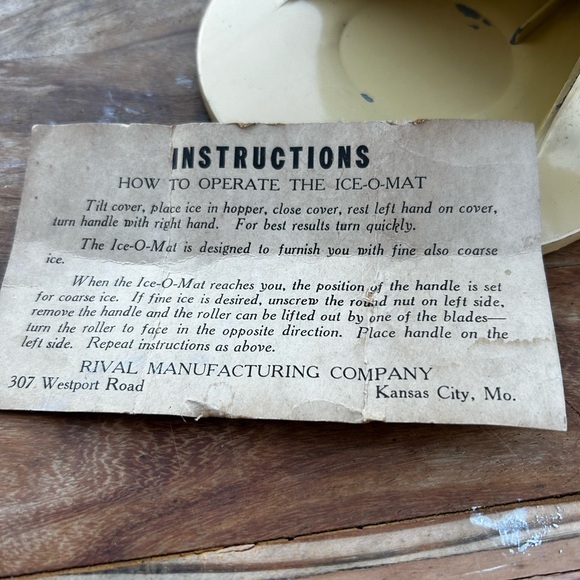 INSTRUCTIONS
HOW TO OPERATE THE ICE-O-MAT
Tilt cover, place ice in hopper, close cover, rest left hand on cover,
turn handle with right hand. For best results turn quickly.
The Ice-O-Mat is designed to furnish you with fine also coarse
ice.
When the Ice-O-Mat reaches you, the position of the handle is set
for coarse ice. If fine ice is desired, unscrew the round nut on left side,
remove the handle and the roller can be lifted out by one of the blades—
turn the roller to face in the opposite direction. Place handle on the
left side. Repeat instructions as above.
RIVAL MANUFACTURING COMPANY
307 Westport Road Kansas City, Mo.